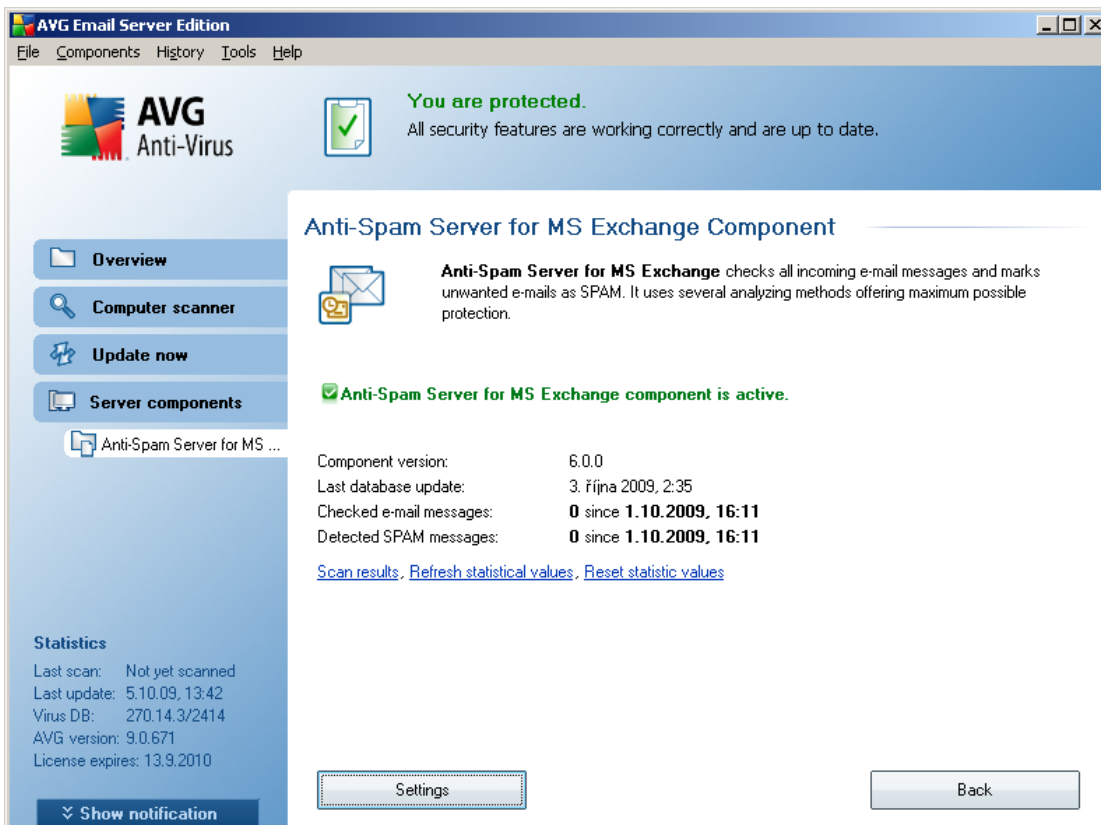 AVG Email Server Edition
File Components History Tools Help
AVG
Anti-Virus
You are protected.
All security features are working correctly and are up to date.
Overview
Computer scanner
Update now
Server components
Anti-Spam Server for MS ...
Anti-Spam Server for MS Exchange Component
Anti-Spam Server for MS Exchange checks all incoming e-mail messages and marks
unwanted e-mails as SPAM. It uses several analyzing methods offering maximum possible
protection.
Anti-Spam Server for MS Exchange component is active.
Component version: 6.0.0
Last database update: 3. října 2009, 2:35
Checked e-mail messages: 0 since 1.10.2009, 16:11
Detected SPAM messages: 0 since 1.10.2009, 16:11
Scan results, Refresh statistical values, Reset statistic values
Statistics
Last scan: Not yet scanned
Last update: 5.10.09, 13:42
Virus DB: 270.14.3/2414
AVG version: 9.0.671
License expires: 13.9.2010
Show notification
Settings
Back